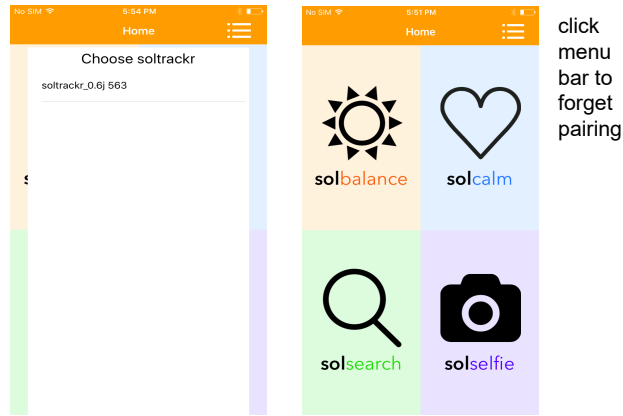 No SIM 5:54 PM
Home
Choose soltrackr
soltrackr_0.6j 563
s
No SIM 5:51 PM
Home
solbalance
solcalm
solsearch
solselfie
click
menu
bar to
forget
pairing